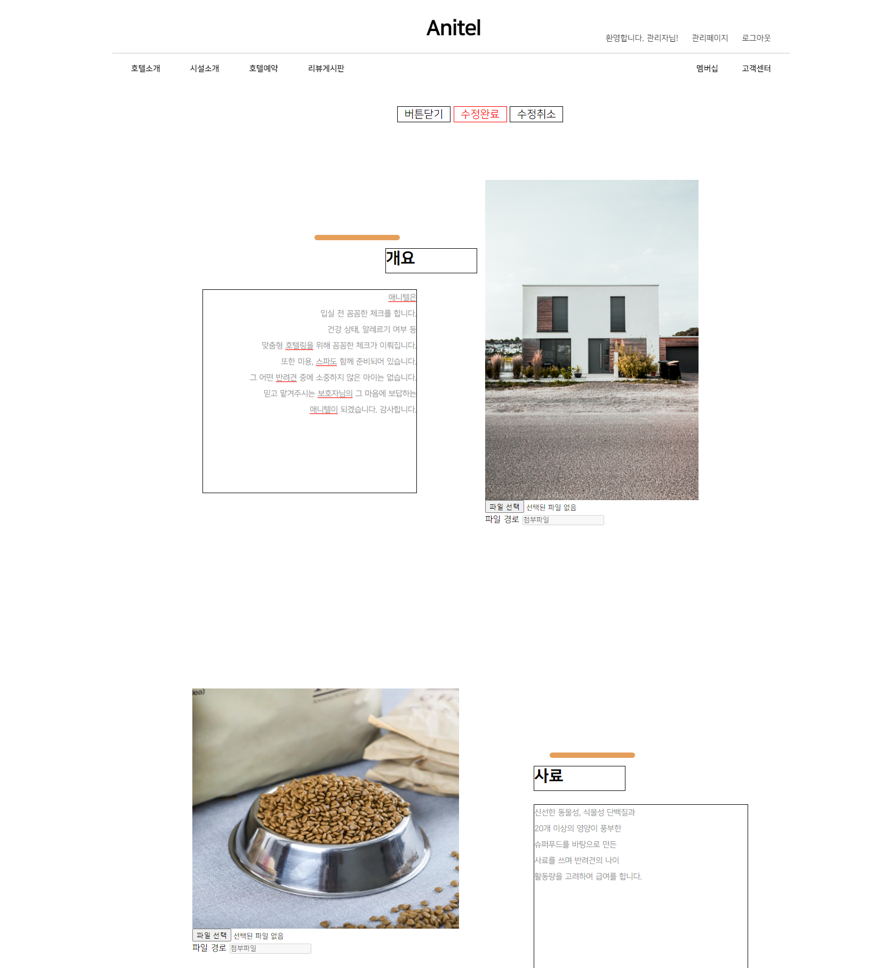 Anitel
환영합니다, 관리자님! 관리페이지 로그아웃
호텔소개 시설소개 호텔예약 리뷰게시판 멤버십 고객센터
버튼닫기 수정완료 수정취소
개요
애니텔은
입실 전 꼼꼼한 체크를 합니다.
건강 상태, 알레르기 여부 등
맞춤형 호텔링을 위해 꼼꼼한 체크가 이뤄집니다.
또한 미용, 스파도 함께 준비되어 있습니다.
그 어떤 반려견 중에 소중하지 않은 아이는 없습니다.
믿고 맡겨주시는 보호자님의 그 마음에 보답하는
애니텔이 되겠습니다. 감사합니다.
파일 선택 선택된 파일 없음
파일 경로 첨부파일
사료
신선한 동물성, 식물성 단백질과
20개 이상의 영양이 풍부한
슈퍼푸드를 바탕으로 만든
사료를 쓰며 반려견의 나이
활동량을 고려하여 급여를 합니다.
파일 선택 선택된 파일 없음
파일 경로 첨부파일